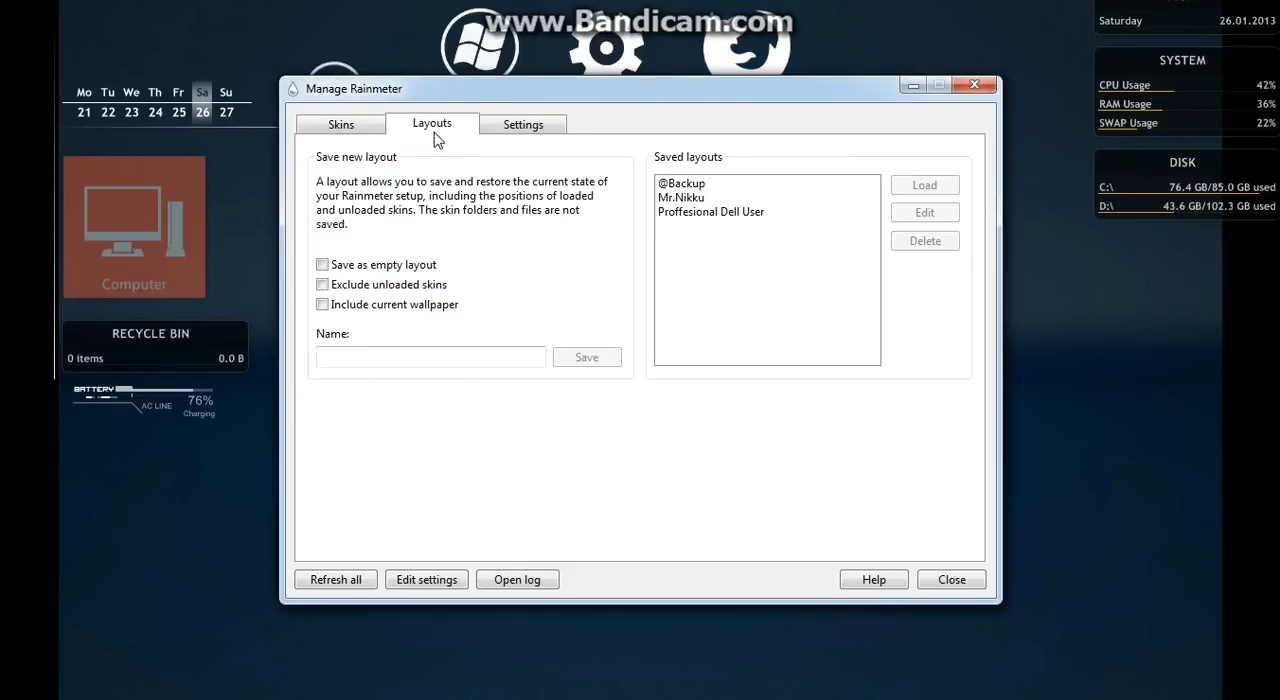 www.Bandicam.com
Saturday 26.01.2013
Mo Tu We Th Fr Sa Su
21 22 23 24 25 26 27
Computer
RECYCLE BIN
0 items 0.0 B
BATTERY
76%
AC LINE
Charging
SYSTEM
CPU Usage 42%
RAM Usage 36%
SWAP Usage 22%
DISK
C:\ 76.4 GB/85.0 GB used
D:\ 43.6 GB/102.3 GB used
Manage Rainmeter
Skins Layouts Settings
Save new layout
A layout allows you to save and restore the current state of
your Rainmeter setup, including the positions of loaded
and unloaded skins. The skin folders and files are not
saved.
Save as empty layout
Exclude unloaded skins
Include current wallpaper
Name:
Save
Saved layouts
@Backup
Mr.Nikku
Proffesional Dell User
Load
Edit
Delete
Refresh all Edit settings Open log Help Close